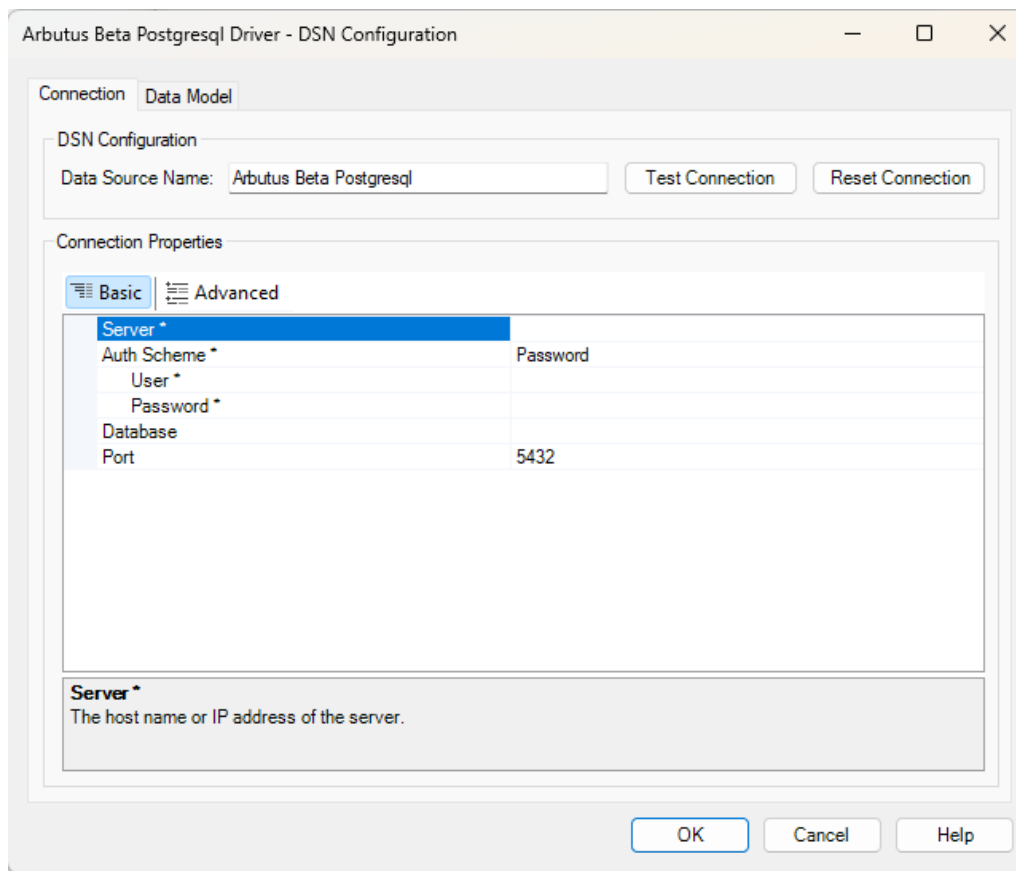 Arbutus Beta Postgresql Driver - DSN Configuration
Connection Data Model
DSN Configuration
Data Source Name: Arbutus Beta Postgresql Test Connection Reset Connection
Connection Properties
Basic Advanced
Server *
Auth Scheme * Password
User *
Password *
Database
Port 5432
Server *
The host name or IP address of the server.
OK Cancel Help